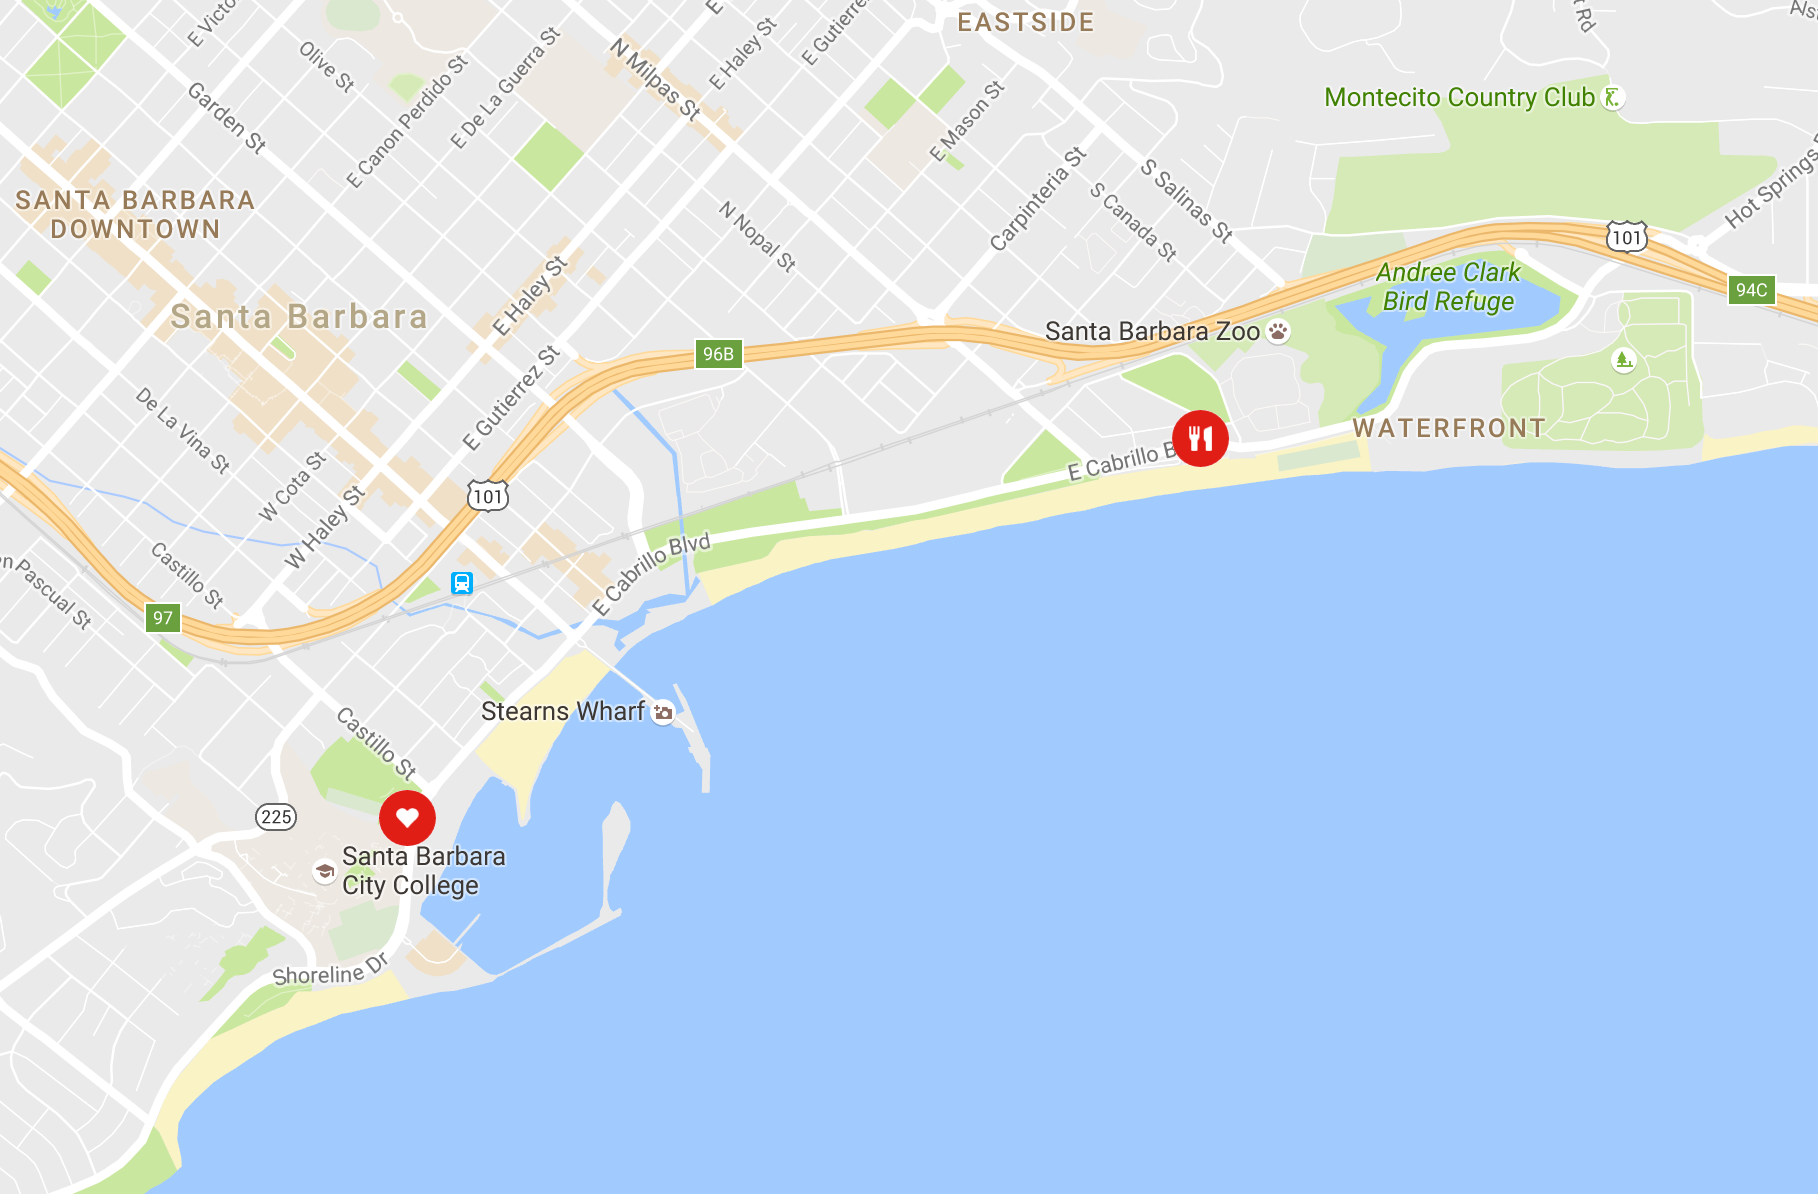 EASTSIDE
E Victo
Olive St
E Haley St
E Gutierre
t Rd
Als
Garden St
E Canon Perdido St
E De La Guerra St
N Milpas St
E Mason St
Montecito Country Club
SANTA BARBARA
DOWNTOWN
N Nopal St
Carpinteria St
S Canada St
S Salinas St
Hot Springs
101
94C
Andree Clark
Bird Refuge
Santa Barbara
E Haley St
Santa Barbara Zoo
96B
E Gutierrez St
De La Vina St
W Cota St
W Haley St
101
E Cabrillo B
WATERFRONT
E Cabrillo Blvd
n Pascual St
Castillo St
97
Stearns Wharf
Castillo St
225
Santa Barbara
City College
Shoreline Dr